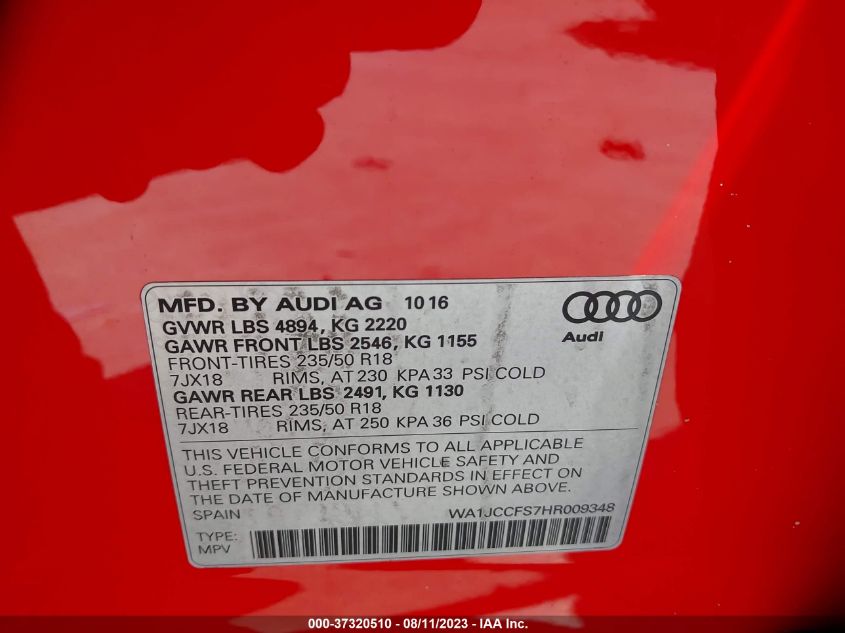 MFD. BY AUDI AG 10 16
GVWR LBS 4894, KG 2220
GAWR FRONT LBS 2546, KG 1155
FRONT-TIRES 235/50 R18
7JX18 RIMS, AT 230 KPA 33 PSI COLD
GAWR REAR LBS 2491, KG 1130
REAR-TIRES 235/50 R18
7JX18 RIMS, AT 250 KPA 36 PSI COLD
Audi
THIS VEHICLE CONFORMS TO ALL APPLICABLE
U.S. FEDERAL MOTOR VEHICLE SAFETY AND
THEFT PREVENTION STANDARDS IN EFFECT ON
THE DATE OF MANUFACTURE SHOWN ABOVE.
SPAIN WA1JCCFS7HR009348
TYPE:
MPV
000-37320510 - 08/11/2023 - IAA Inc.